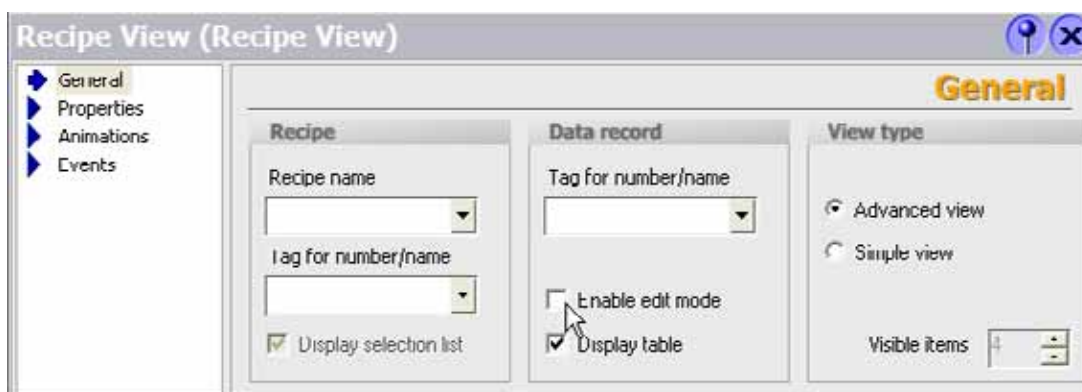 Recipe View (Recipe View)
General
Properties
Animations
Events
General
Recipe
Recipe name
Tag for number/name
Display selection list
Data record
Tag for number/name
Enable edit mode
Display table
View type
Advanced view
Simple view
Visible items 4